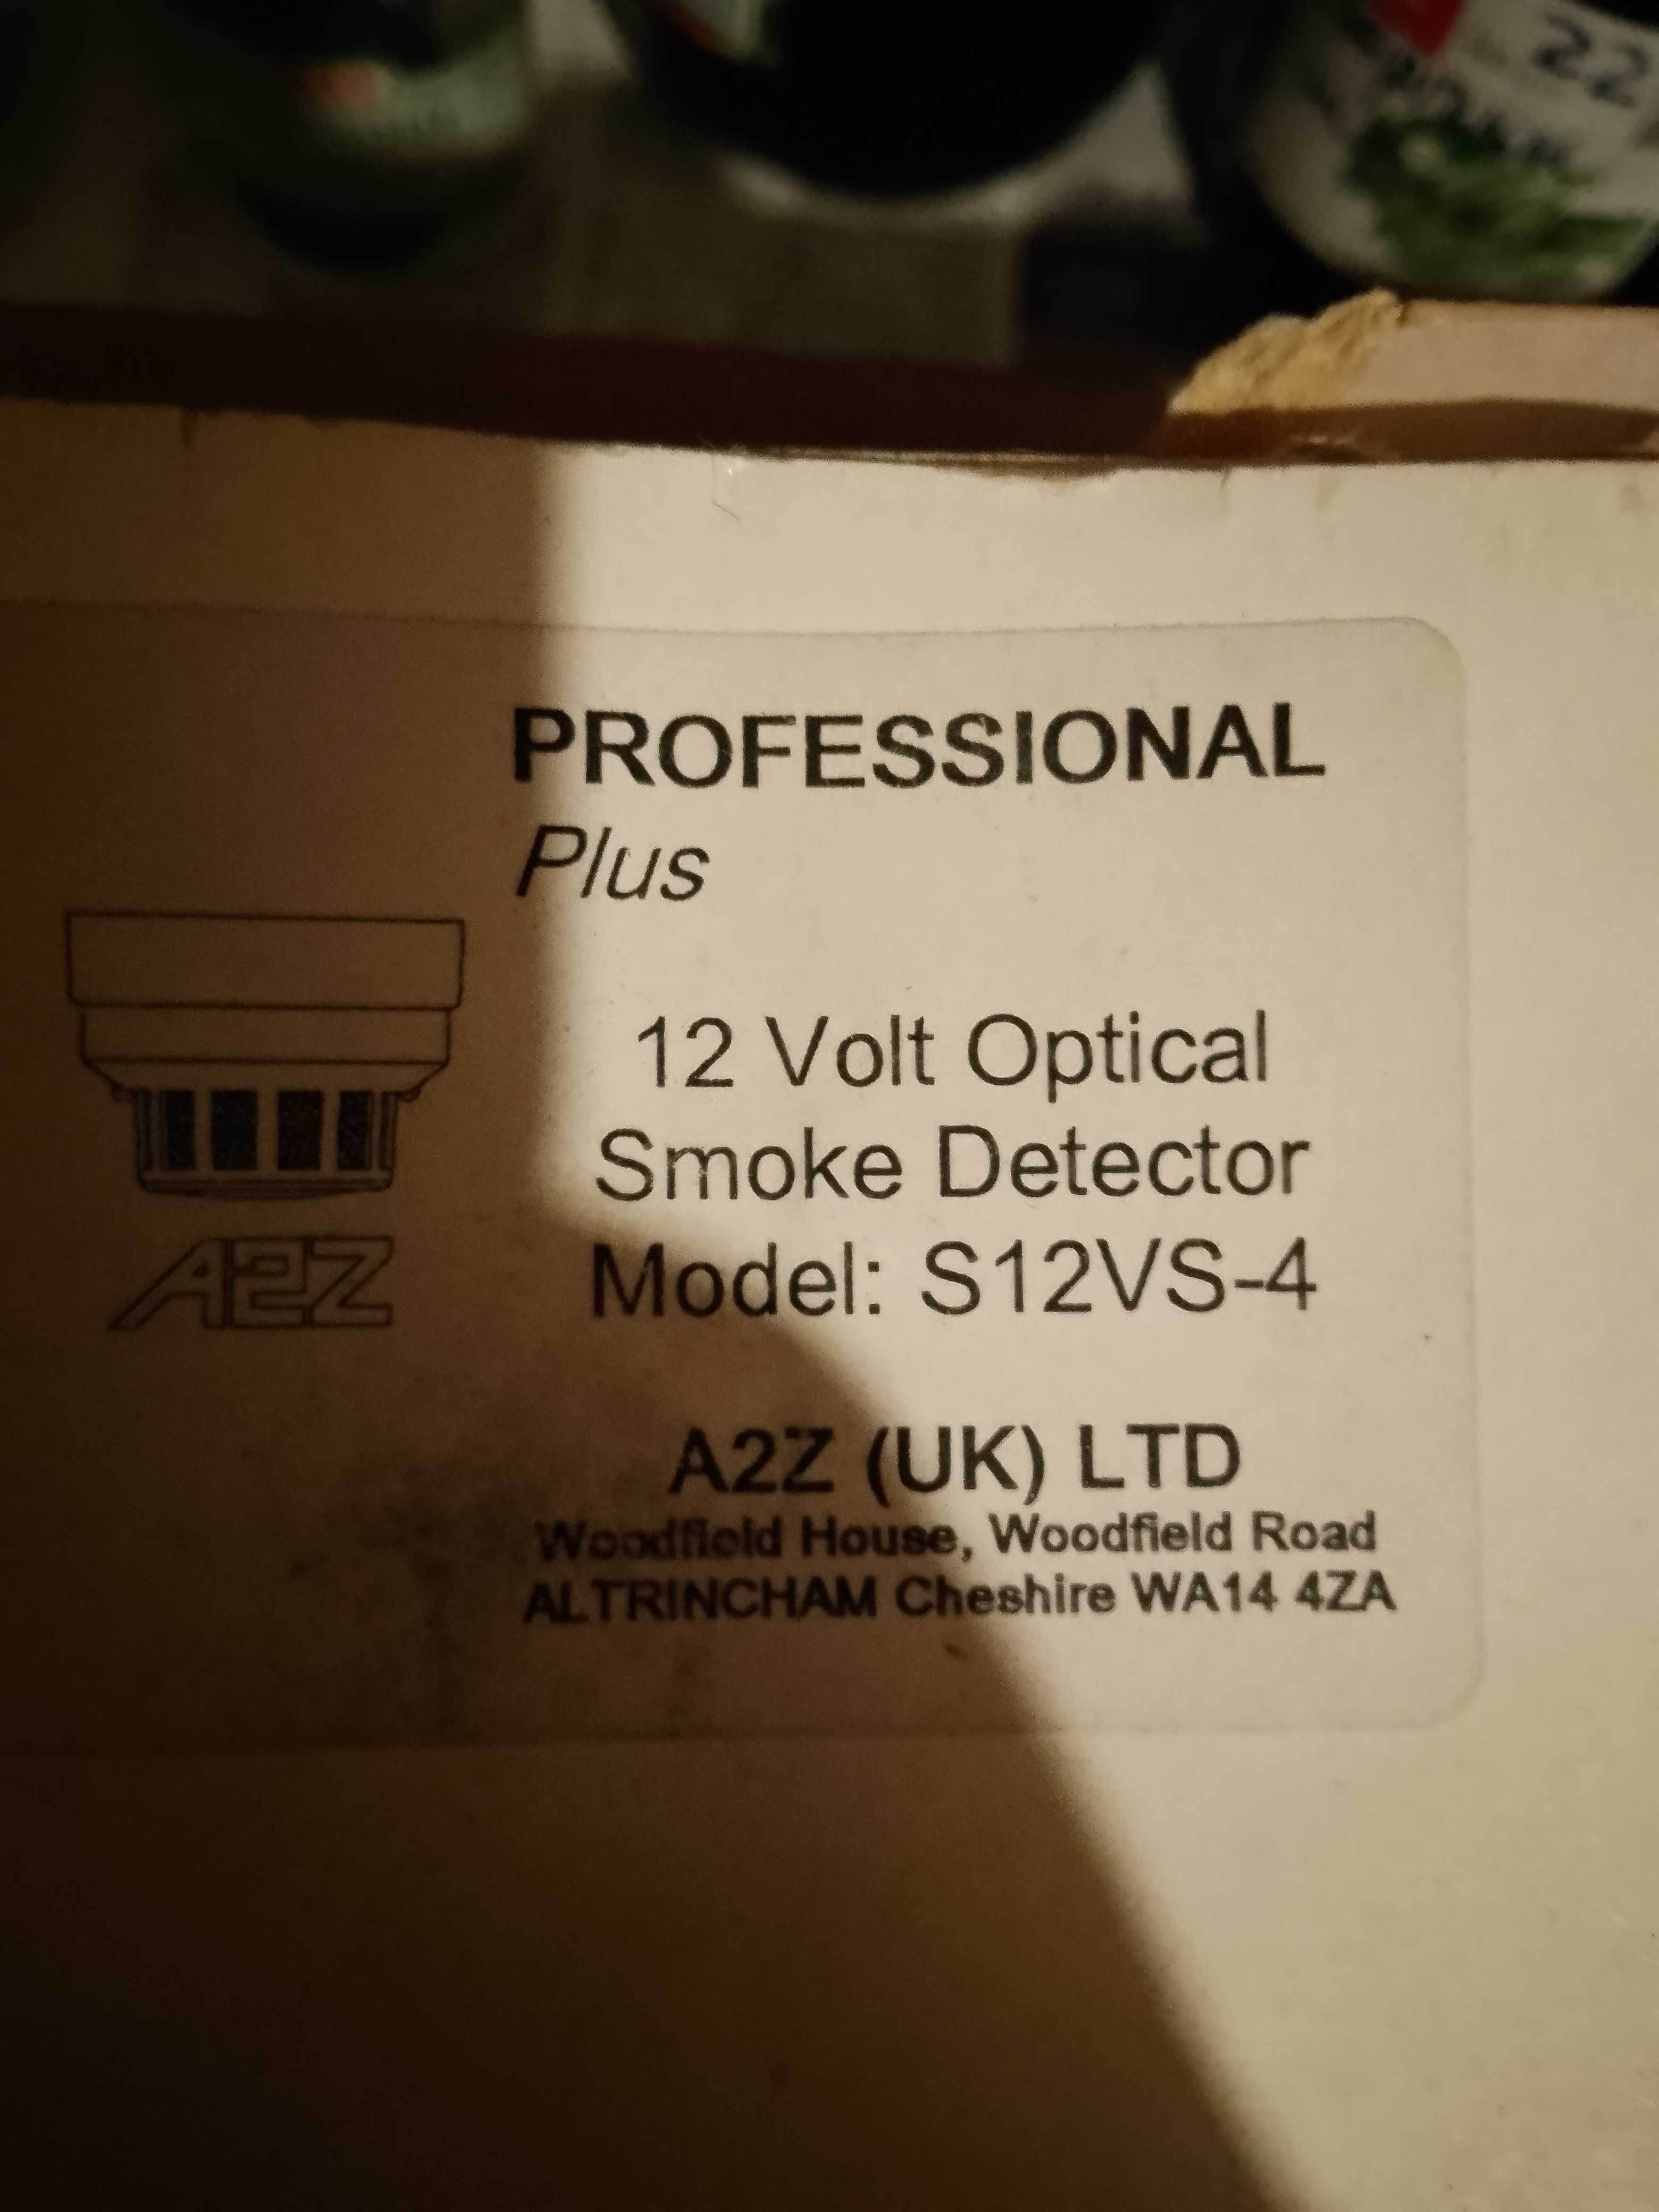 22
PROFESSIONAL
Plus
12 Volt Optical
Smoke Detector
Model: S12VS-4
A2Z
A2Z (UK) LTD
Woodfield House, Woodfield Road
ALTRINCHAM Cheshire WA14 4ZA